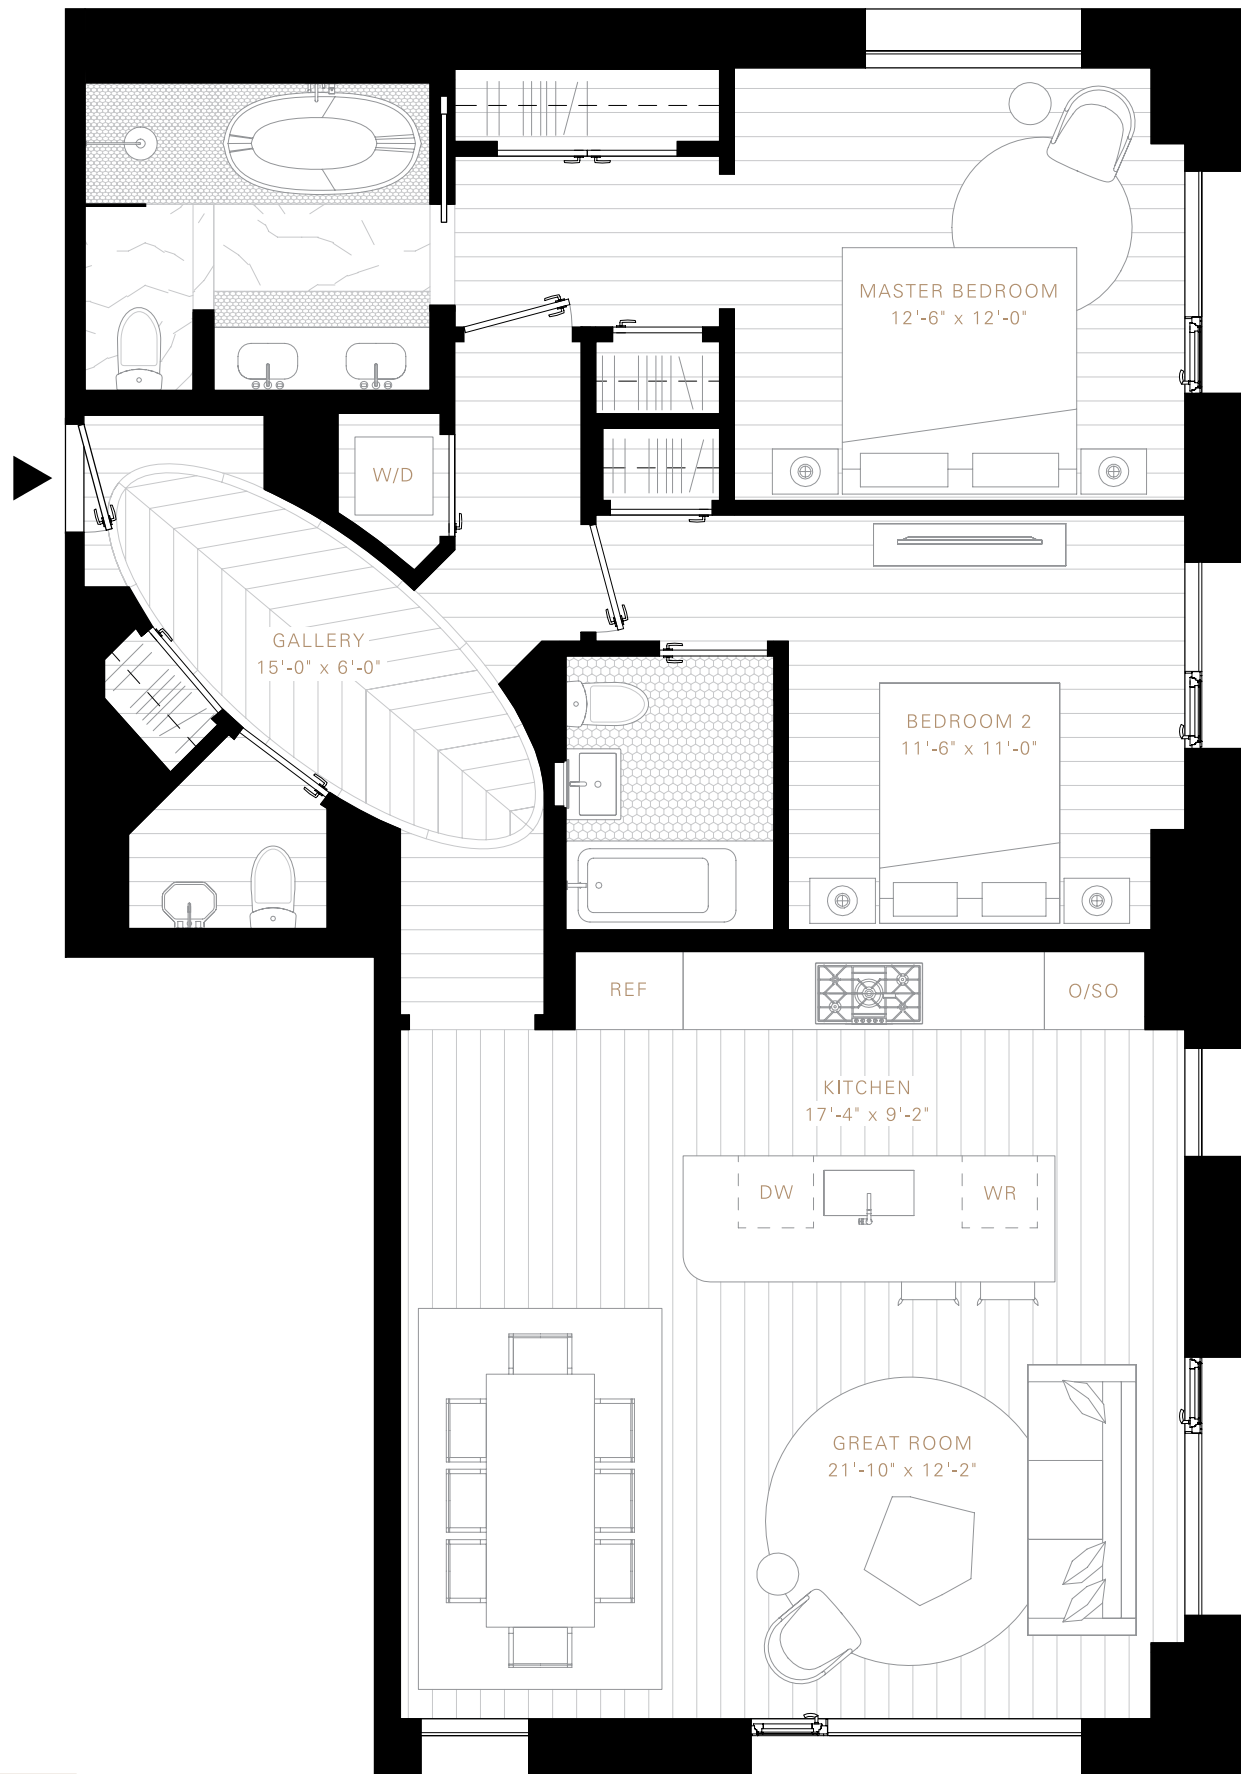 MASTER BEDROOM
12'-6" x 12'-0"
W/D
GALLERY
15'-0" x 6'-0"
BEDROOM 2
11'-6" x 11'-0"
REF
O/SO
KITCHEN
17'-4" x 9'-2"
DW
WR
GREAT ROOM
21'-10" x 12'-2"